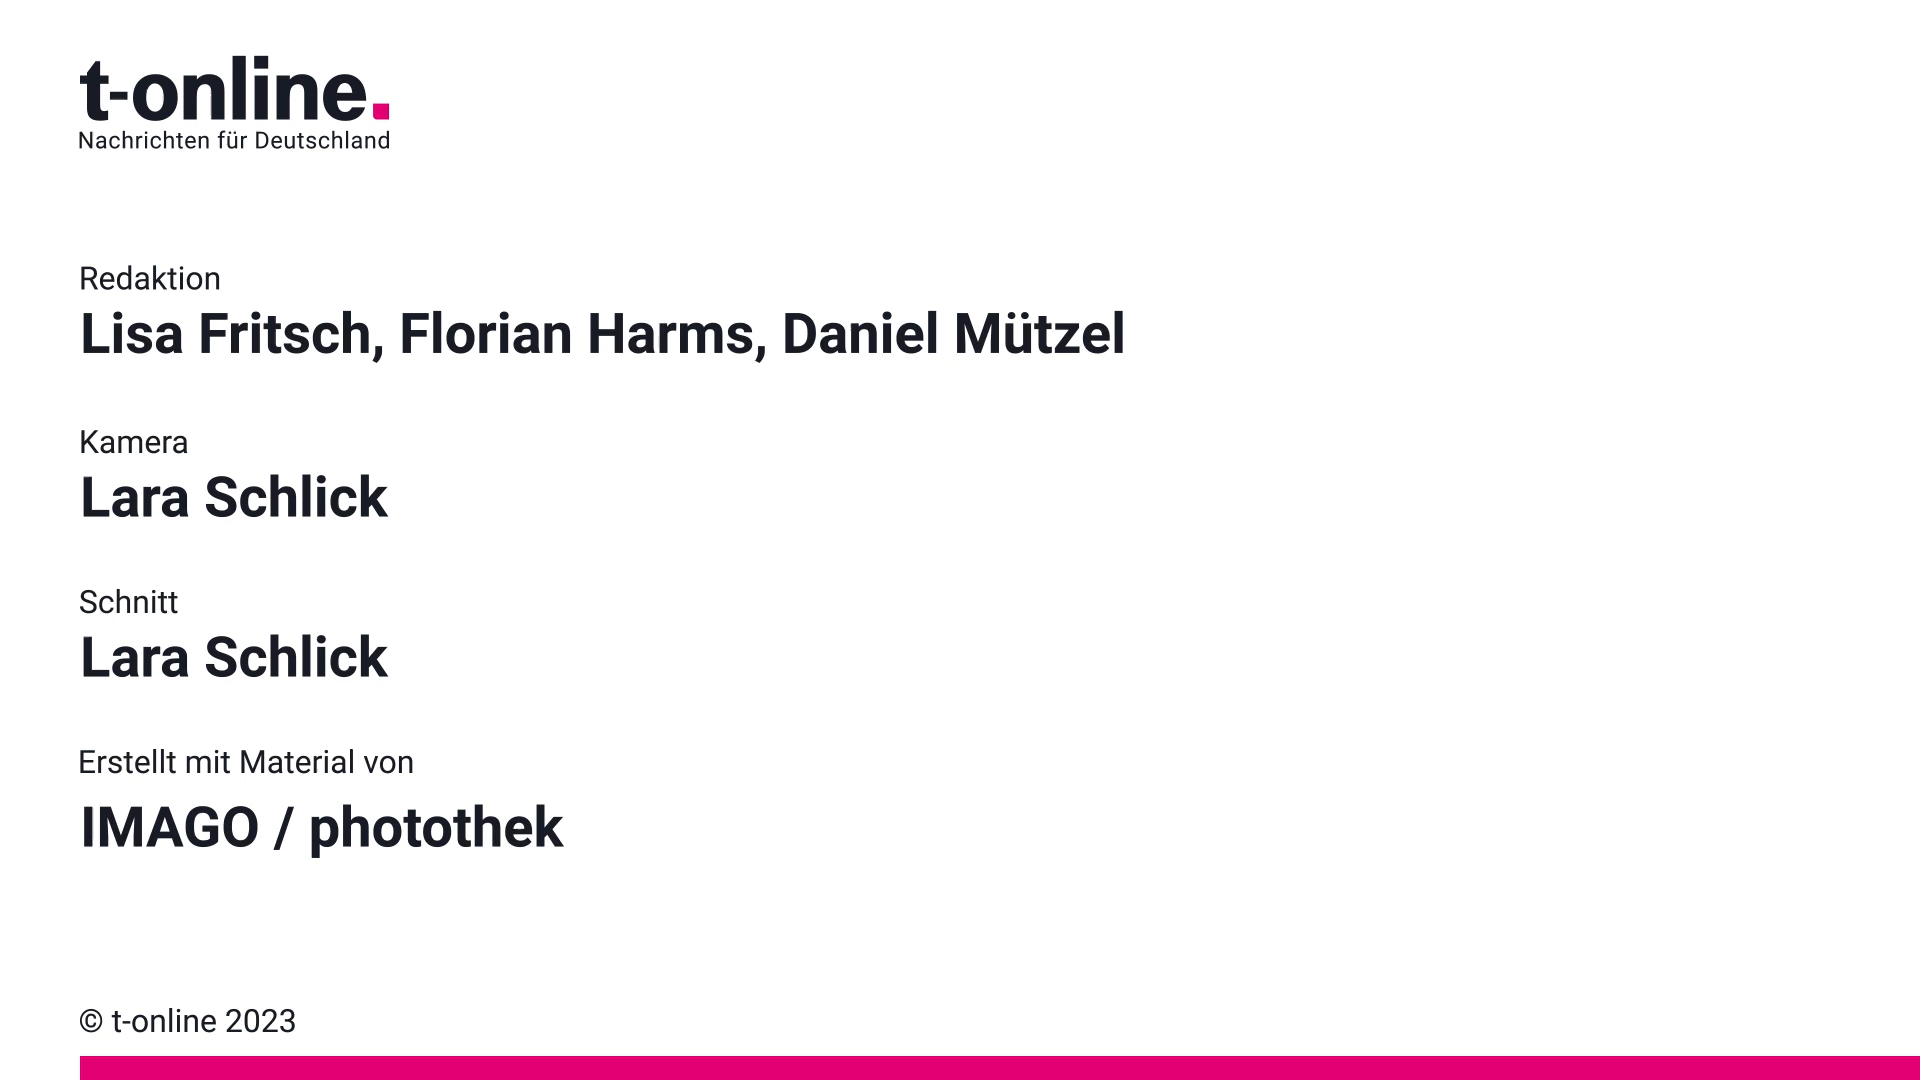 t-online.
Nachrichten für Deutschland
Redaktion
Lisa Fritsch, Florian Harms, Daniel Mützel
Kamera
Lara Schlick
Schnitt
Lara Schlick
Erstellt mit Material von
IMAGO / photothek
© t-online 2023